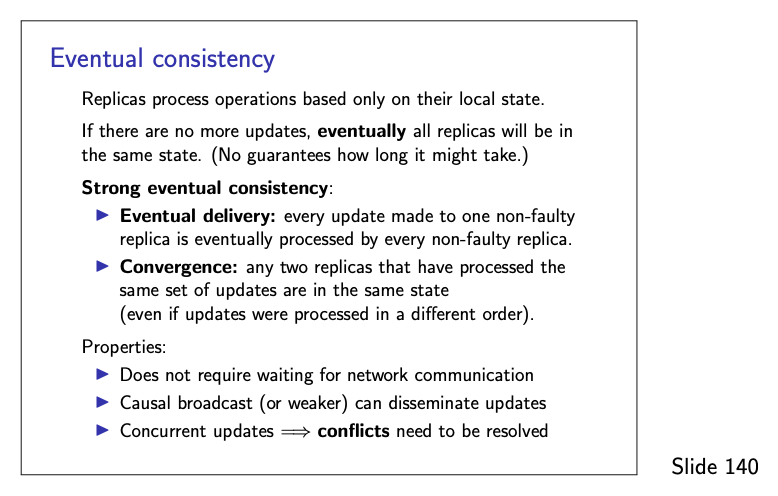 Eventual consistency
Replicas process operations based only on their local state.
If there are no more updates, eventually all replicas will be in
the same state. (No guarantees how long it might take.)
Strong eventual consistency:
▶ Eventual delivery: every update made to one non-faulty
replica is eventually processed by every non-faulty replica.
▶ Convergence: any two replicas that have processed the
same set of updates are in the same state
(even if updates were processed in a different order).
Properties:
▶ Does not require waiting for network communication
▶ Causal broadcast (or weaker) can disseminate updates
▶ Concurrent updates ⟹ conflicts need to be resolved
Slide 140